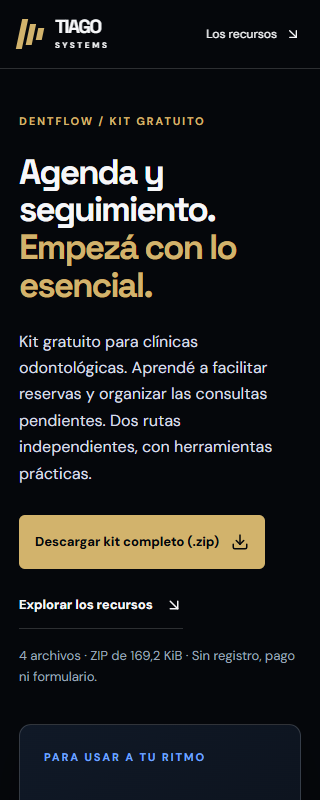 TIAGO
SYSTEMS
Los recursos
DENTFLOW / KIT GRATUITO
Agenda y
seguimiento.
Empezá con lo
esencial.
Kit gratuito para clínicas
odontológicas. Aprendé a facilitar
reservas y organizar las consultas
pendientes. Dos rutas
independientes, con herramientas
prácticas.
Descargar kit completo (.zip)
Explorar los recursos
4 archivos · ZIP de 169,2 KiB · Sin registro, pago
ni formulario.
PARA USAR A TU RITMO